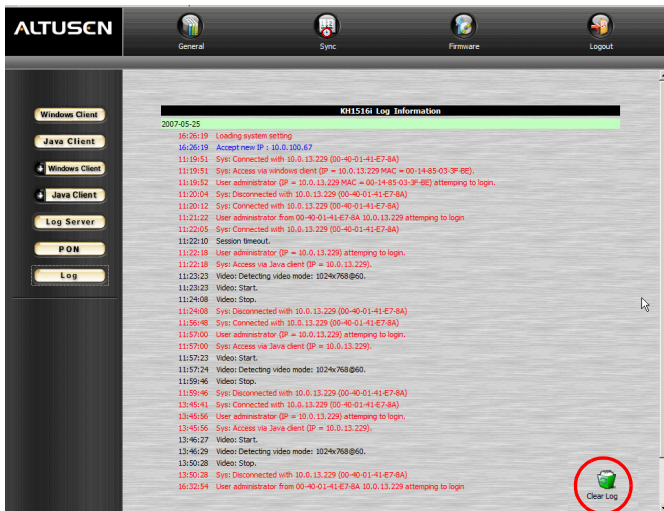 ALTUSEN
General
Sync
Firmware
Logout
Windows Client
Java Client
Windows Client
Java Client
Log Server
PON
Log
KH1516i Log Information
2007-05-25
16:26:19 Loading system setting
16:26:19 Accept new IP : 10.0.100.67
11:19:51 Sys: Connected with 10.0.13.229 (00-40-01-41-E7-8A)
11:19:51 Sys: Access via windows client (IP = 10.0.13.229 MAC = 00-14-85-03-3F-BE).
11:19:52 User administrator (IP = 10.0.13.229 MAC = 00-14-85-03-3F-BE) attemping to login.
11:20:04 Sys: Disconnected with 10.0.13.229 (00-40-01-41-E7-8A)
11:20:12 Sys: Connected with 10.0.13.229 (00-40-01-41-E7-8A)
11:21:22 User administrator from 00-40-01-41-E7-8A 10.0.13.229 attemping to login
11:22:05 Sys: Connected with 10.0.13.229 (00-40-01-41-E7-8A)
11:22:10 Session timeout.
11:22:18 User administrator (IP = 10.0.13.229) attemping to login.
11:22:18 Sys: Access via Java client (IP = 10.0.13.229).
11:23:23 Video: Detecting video mode: 1024x768@60.
11:23:23 Video: Start.
11:24:08 Video: Stop.
11:24:08 Sys: Disconnected with 10.0.13.229 (00-40-01-41-E7-8A)
11:56:48 Sys: Connected with 10.0.13.229 (00-40-01-41-E7-8A)
11:57:00 User administrator (IP = 10.0.13.229) attemping to login.
11:57:00 Sys: Access via Java client (IP = 10.0.13.229).
11:57:23 Video: Start.
11:57:24 Video: Detecting video mode: 1024x768@60.
11:59:46 Video: Stop.
11:59:46 Sys: Disconnected with 10.0.13.229 (00-40-01-41-E7-8A)
13:45:41 Sys: Connected with 10.0.13.229 (00-40-01-41-E7-8A)
13:45:56 User administrator (IP = 10.0.13.229) attemping to login.
13:45:56 Sys: Access via Java client (IP = 10.0.13.229).
13:46:27 Video: Start.
13:46:29 Video: Detecting video mode: 1024x768@60.
13:50:28 Video: Stop.
13:50:28 Sys: Disconnected with 10.0.13.229 (00-40-01-41-E7-8A)
16:32:54 User administrator from 00-40-01-41-E7-8A 10.0.13.229 attemping to login
Clear Log